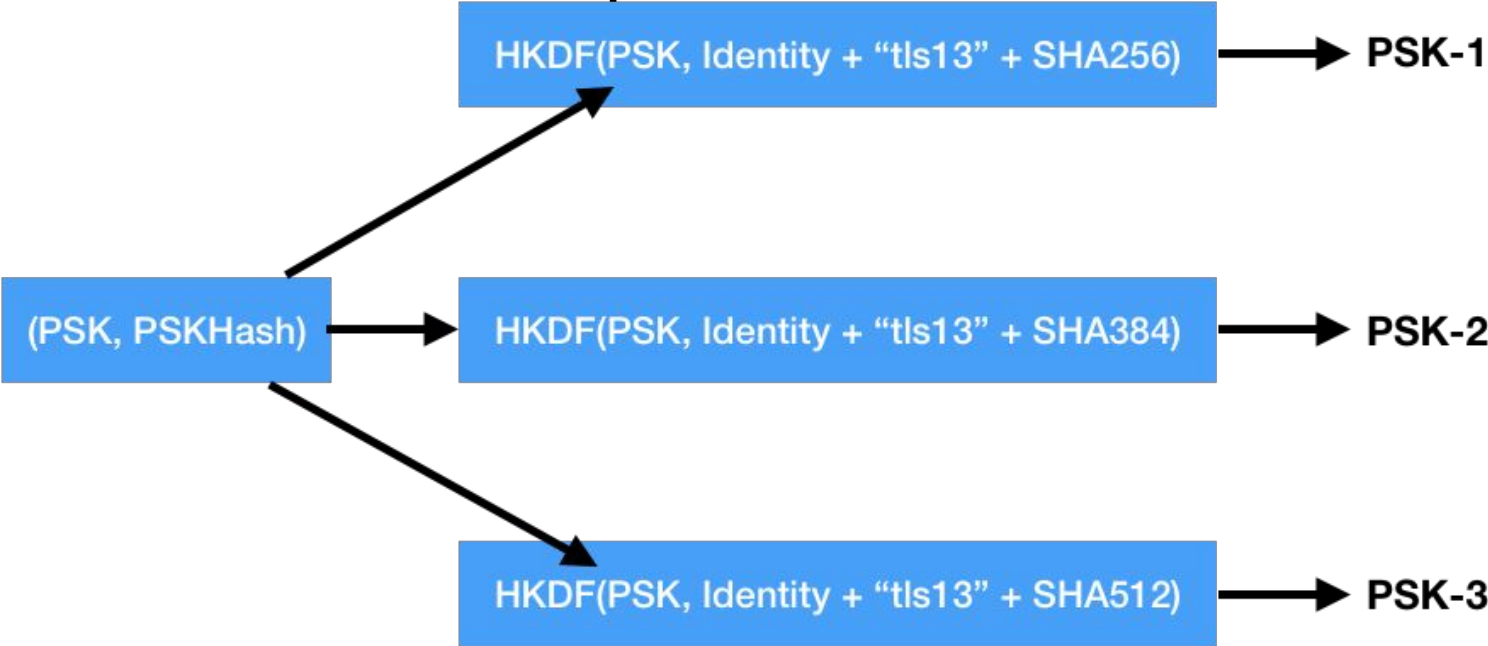 HKDF(PSK, Identity + “tls13” + SHA256)
PSK-1
(PSK, PSKHash)
HKDF(PSK, Identity + “tls13” + SHA384)
PSK-2
HKDF(PSK, Identity + “tls13” + SHA512)
PSK-3